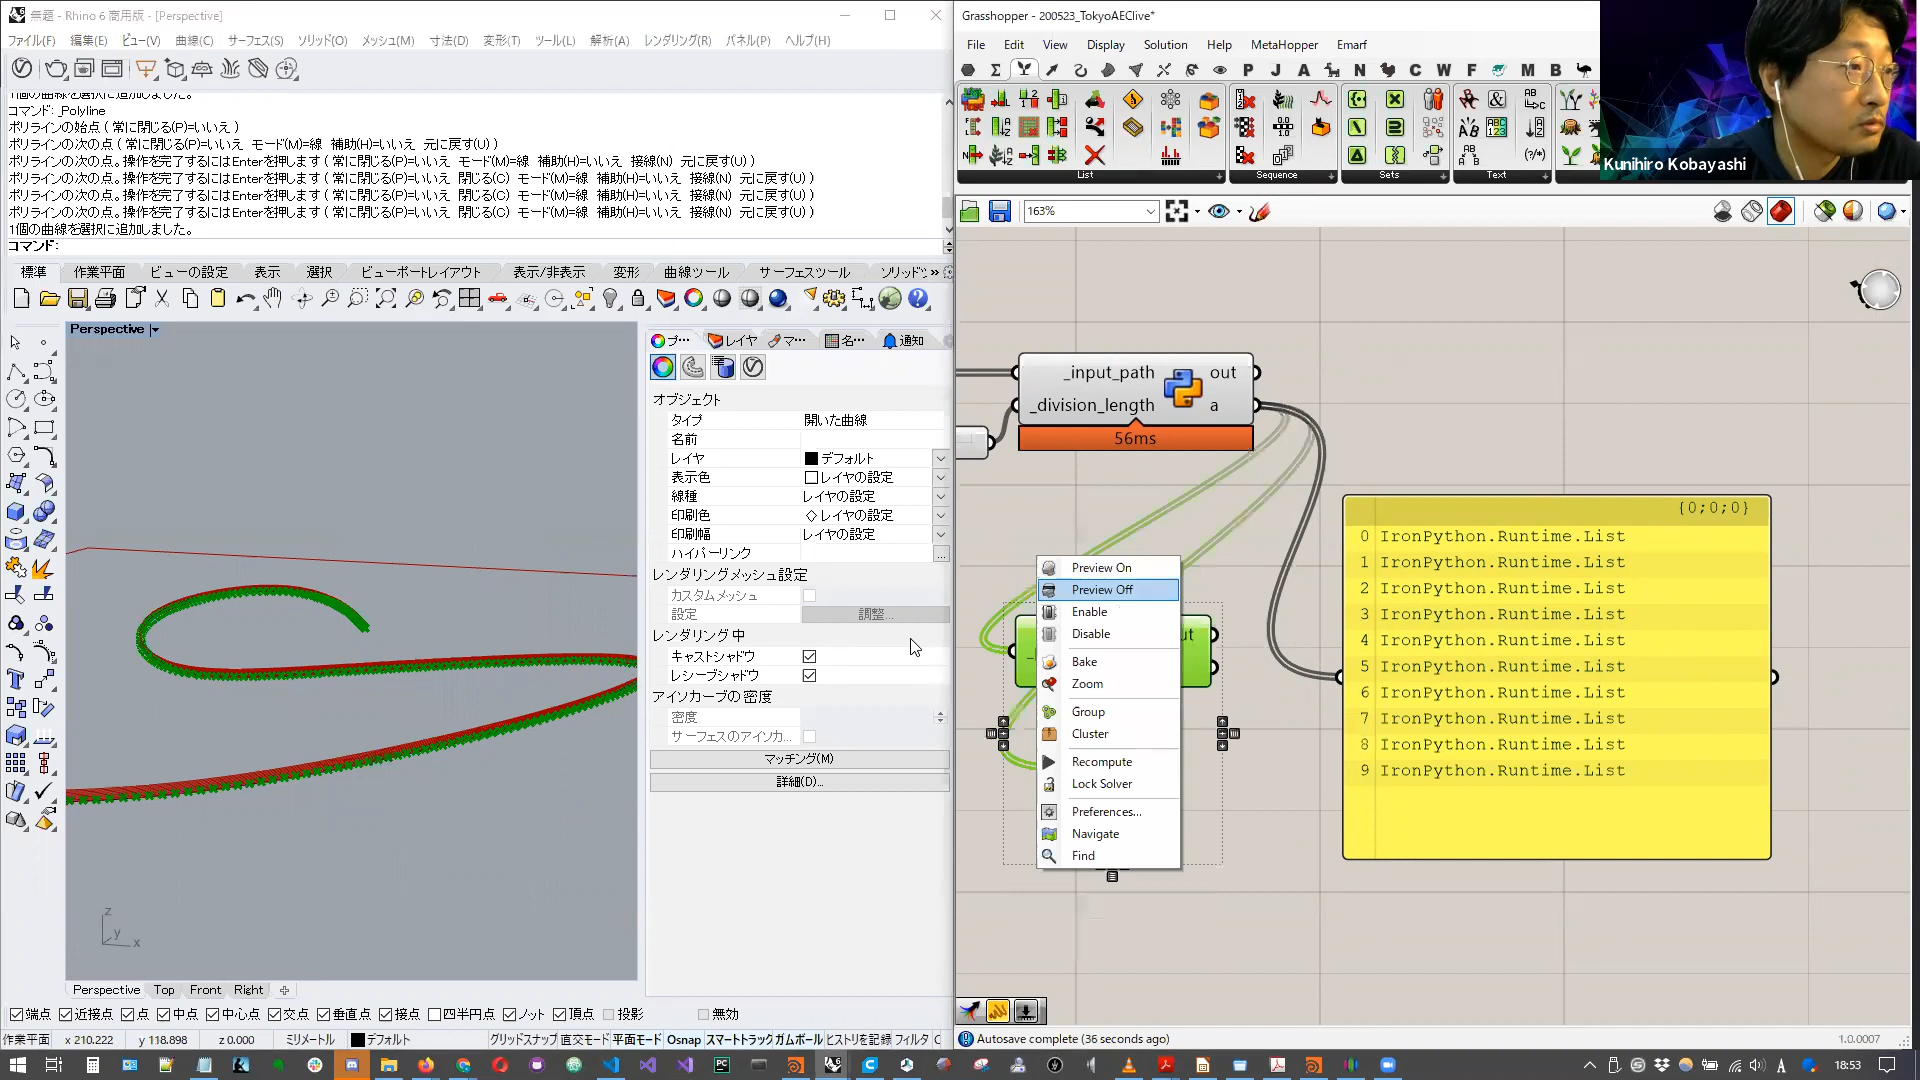 無題 - Rhino 6 商用版 - [Perspective]
ファイル(F) 編集(E) ビュー(V) 曲線(C) サーフェス(S) ソリッド(O) メッシュ(M) 寸法(D) 変形(T) ツール(L) 解析(A) レンダリング(R) パネル(P) ヘルプ(H)
1個の曲線を選択に追加しました。
コマンド: _Polyline
ポリラインの始点 ( 常に閉じる(P)=いいえ )
ポリラインの次の点 ( 常に閉じる(P)=いいえ モード(M)=線 補助(H)=いいえ 元に戻す(U) )
ポリラインの次の点。操作を完了するにはEnterを押します ( 常に閉じる(P)=いいえ モード(M)=線 補助(H)=いいえ 接線(N) 元に戻す(U) )
ポリラインの次の点。操作を完了するにはEnterを押します ( 常に閉じる(P)=いいえ 閉じる(C) モード(M)=線 補助(H)=いいえ 接線(N) 元に戻す(U) )
ポリラインの次の点。操作を完了するにはEnterを押します ( 常に閉じる(P)=いいえ 閉じる(C) モード(M)=線 補助(H)=いいえ 接線(N) 元に戻す(U) )
ポリラインの次の点。操作を完了するにはEnterを押します ( 常に閉じる(P)=いいえ 閉じる(C) モード(M)=線 補助(H)=いいえ 接線(N) 元に戻す(U) )
1個の曲線を選択に追加しました。
コマンド:
標準 作業平面 ビューの設定 表示 選択 ビューポートレイアウト 表示/非表示 変形 曲線ツール サーフェスツール ソリッドツ »
Perspective
プ… レイヤ マ… 名… 通知
オブジェクト
タイプ 開いた曲線
名前
レイヤ デフォルト
表示色 レイヤの設定
線種 レイヤの設定
印刷色 レイヤの設定
印刷幅 レイヤの設定
ハイパーリンク ...
レンダリングメッシュ設定
カスタムメッシュ
設定 調整...
レンダリング中
キャストシャドウ
レシーブシャドウ
アイソカーブの密度
密度
サーフェスのアイソカ...
マッチング(M)
詳細(D)...
z
y
x
Perspective Top Front Right
端点 近接点 点 中点 中心点 交点 垂直点 接点 四半円点 ノット 頂点 投影 無効
作業平面 x 210.222 y 118.898 z 0.000 ミリメートル デフォルト グリッドスナップ 直交モード 平面モード Osnap スマートトラック ガムボール ヒストリを記録 フィルタ C
Grasshopper - 200523_TokyoAEClive*
File Edit View Display Solution Help MetaHopper Emarf
P J A N C W F M B
List Sequence Sets Text
163%
Kunihiro Kobayashi
_input_path out
_division_length a
56ms
ut
Preview On
Preview Off
Enable
Disable
Bake
Zoom
Group
Cluster
Recompute
Lock Solver
Preferences...
Navigate
Find
{0;0;0}
0 IronPython.Runtime.List
1 IronPython.Runtime.List
2 IronPython.Runtime.List
3 IronPython.Runtime.List
4 IronPython.Runtime.List
5 IronPython.Runtime.List
6 IronPython.Runtime.List
7 IronPython.Runtime.List
8 IronPython.Runtime.List
9 IronPython.Runtime.List
Autosave complete (36 seconds ago)
1.0.0007
A 18:53